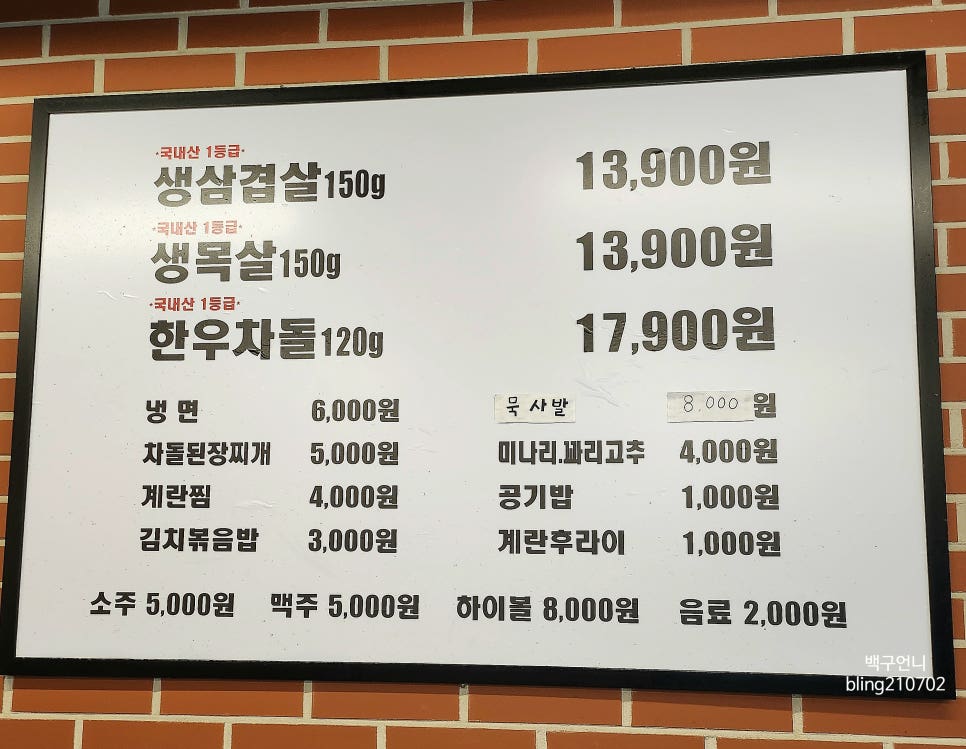 ·국내산 1등급·
생삼겹살150g 13,900원
·국내산 1등급·
생목살150g 13,900원
·국내산 1등급·
한우차돌120g 17,900원
냉면 6,000원 묵사발 8,000원
차돌된장찌개 5,000원 미나리.꽈리고추 4,000원
계란찜 4,000원 공기밥 1,000원
김치볶음밥 3,000원 계란후라이 1,000원
소주 5,000원 맥주 5,000원 하이볼 8,000원 음료 2,000원
백구언니
bling210702